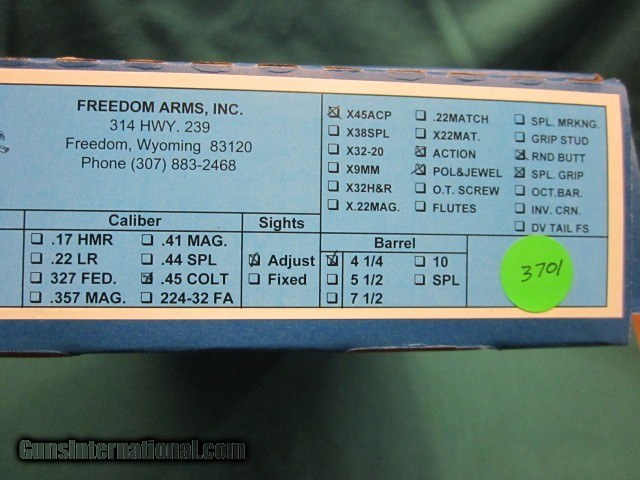 FREEDOM ARMS, INC.
314 HWY. 239
Freedom, Wyoming 83120
Phone (307) 883-2468
X45ACP
X38SPL
X32-20
X9MM
X32H&R
X.22MAG.
.22MATCH
X22MAT.
ACTION
POL&JEWEL
O.T. SCREW
FLUTES
SPL. MRKNG.
GRIP STUD
RND BUTT
SPL. GRIP
OCT.BAR.
INV. CRN.
DV TAIL FS
Caliber
.17 HMR
.22 LR
327 FED.
.357 MAG.
.41 MAG.
.44 SPL
.45 COLT
224-32 FA
Sights
Adjust
Fixed
Barrel
4 1/4
5 1/2
7 1/2
10
SPL
3701
GunsInternational.com